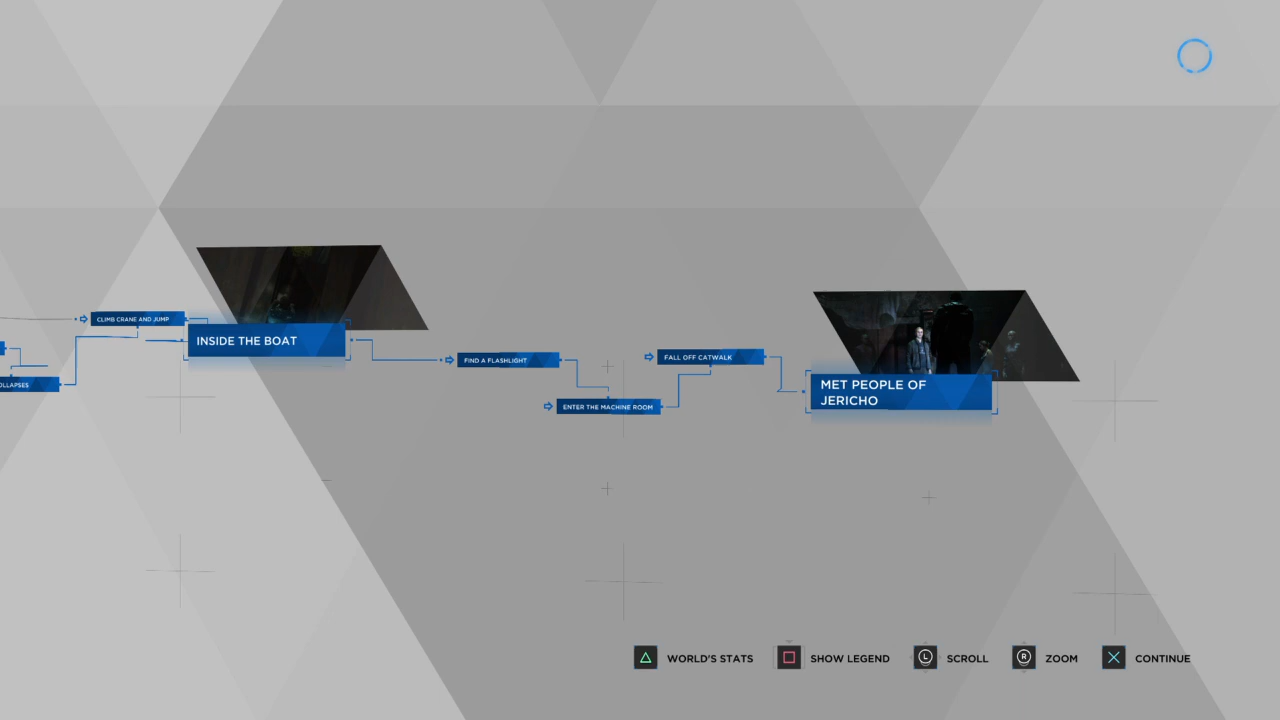 CLIMB CRANE AND JUMP
INSIDE THE BOAT
OLLAPSES
FIND A FLASHLIGHT
ENTER THE MACHINE ROOM
FALL OFF CATWALK
MET PEOPLE OF
JERICHO
WORLD'S STATS
SHOW LEGEND
L
SCROLL
R
ZOOM
CONTINUE